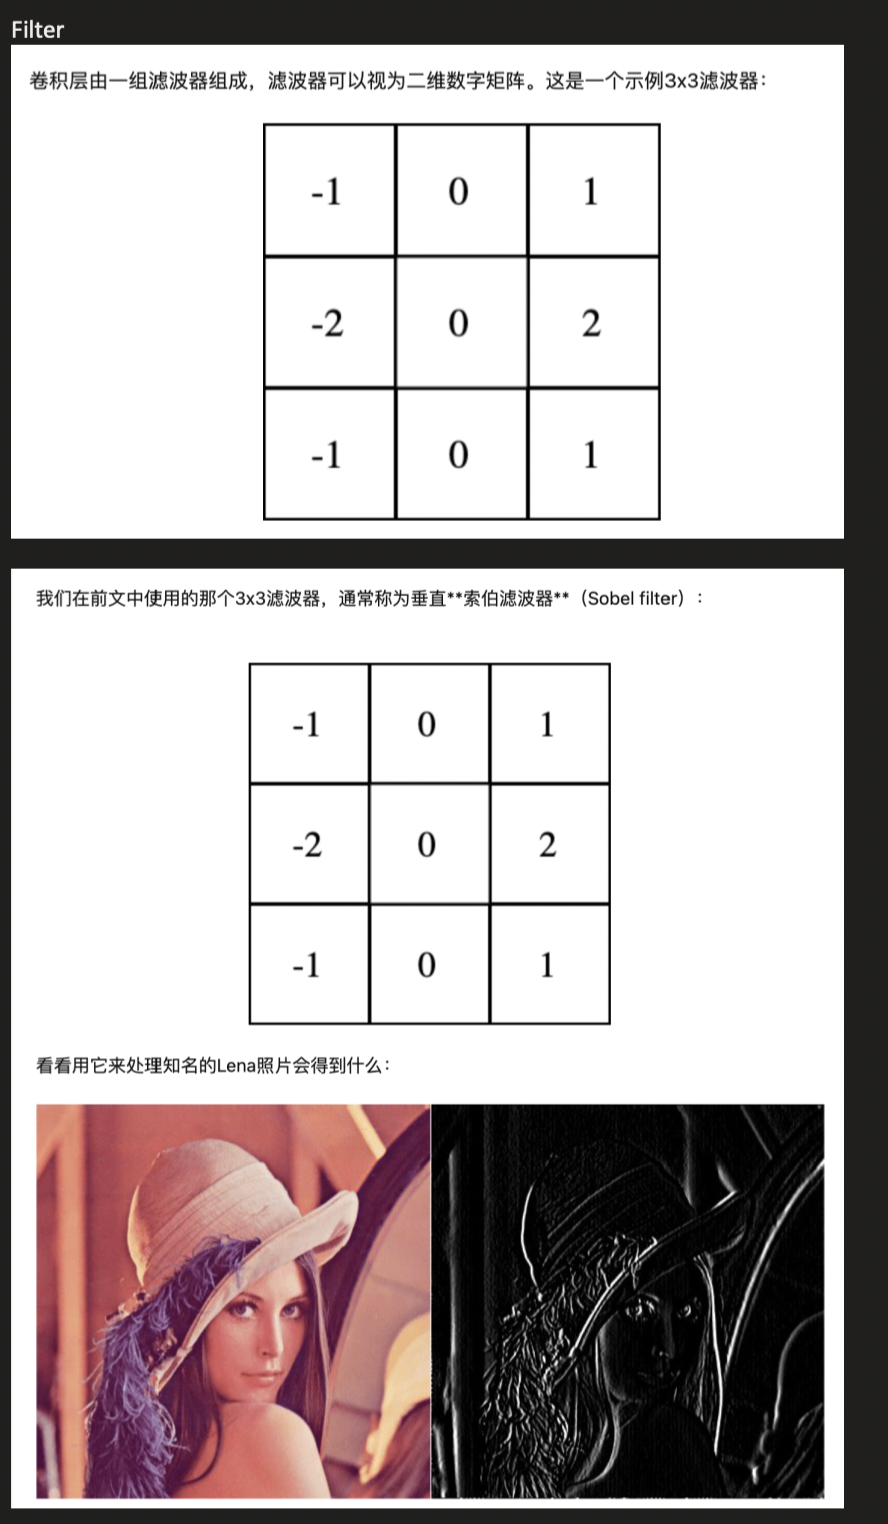 Filter
卷积层由一组滤波器组成，滤波器可以视为二维数字矩阵。这是一个示例3x3滤波器：
-1 0 1
-2 0 2
-1 0 1
我们在前文中使用的那个3x3滤波器，通常称为垂直**索伯滤波器**（Sobel filter）：
-1 0 1
-2 0 2
-1 0 1
看看用它来处理知名的Lena照片会得到什么：